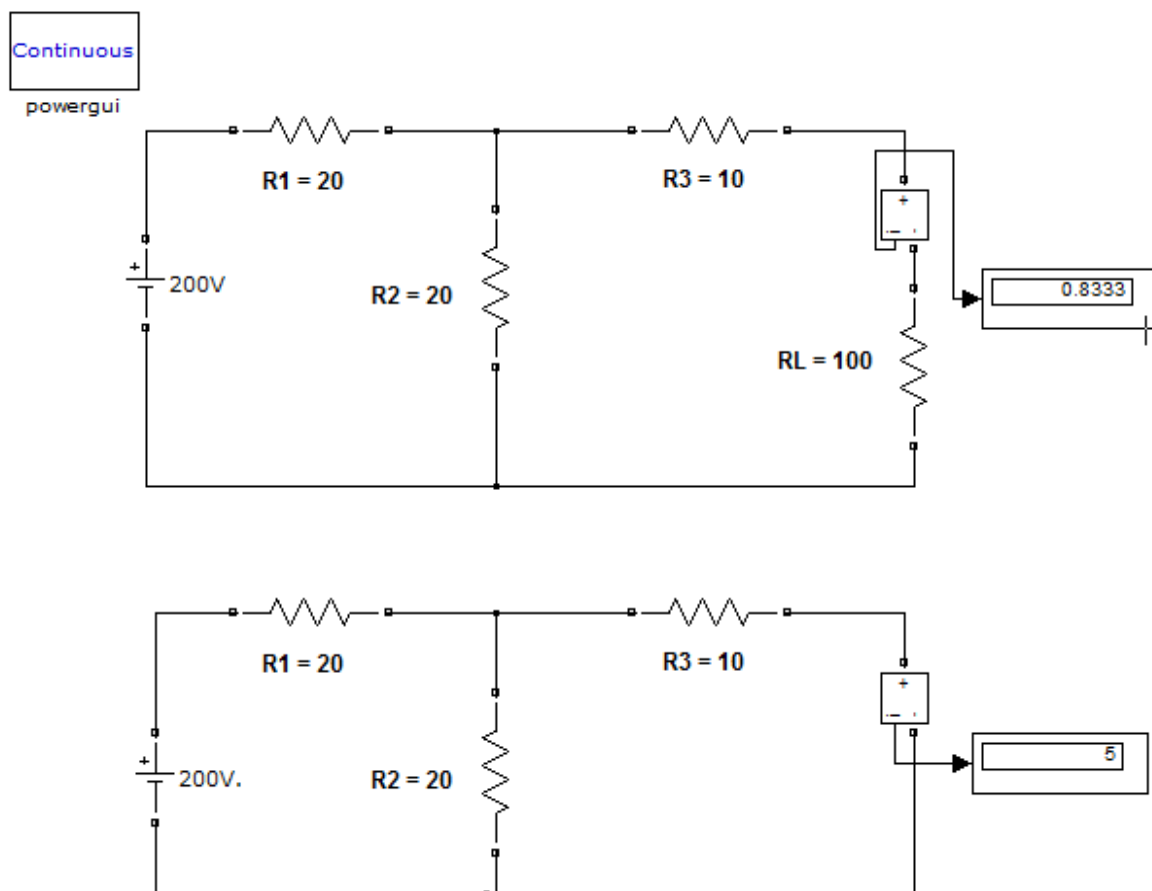 Continuous
powergui
R1 = 20
R3 = 10
+
+
200V
R2 = 20
0.8333
RL = 100
R1 = 20
R3 = 10
+
+
200V.
R2 = 20
5